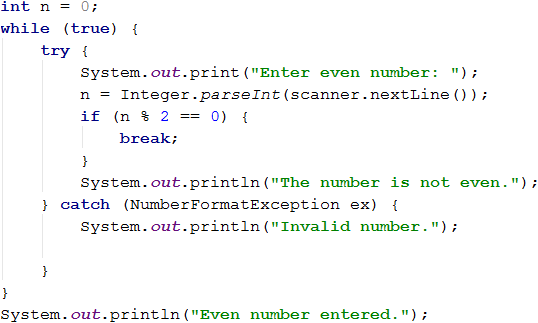 int n = 0;
while (true) {
    try {
        System.out.print("Enter even number: ");
        n = Integer.parseInt(scanner.nextLine());
        if (n % 2 == 0) {
            break;
        }
        System.out.println("The number is not even.");
    } catch (NumberFormatException ex) {
        System.out.println("Invalid number.");

    }
}
System.out.println("Even number entered.");